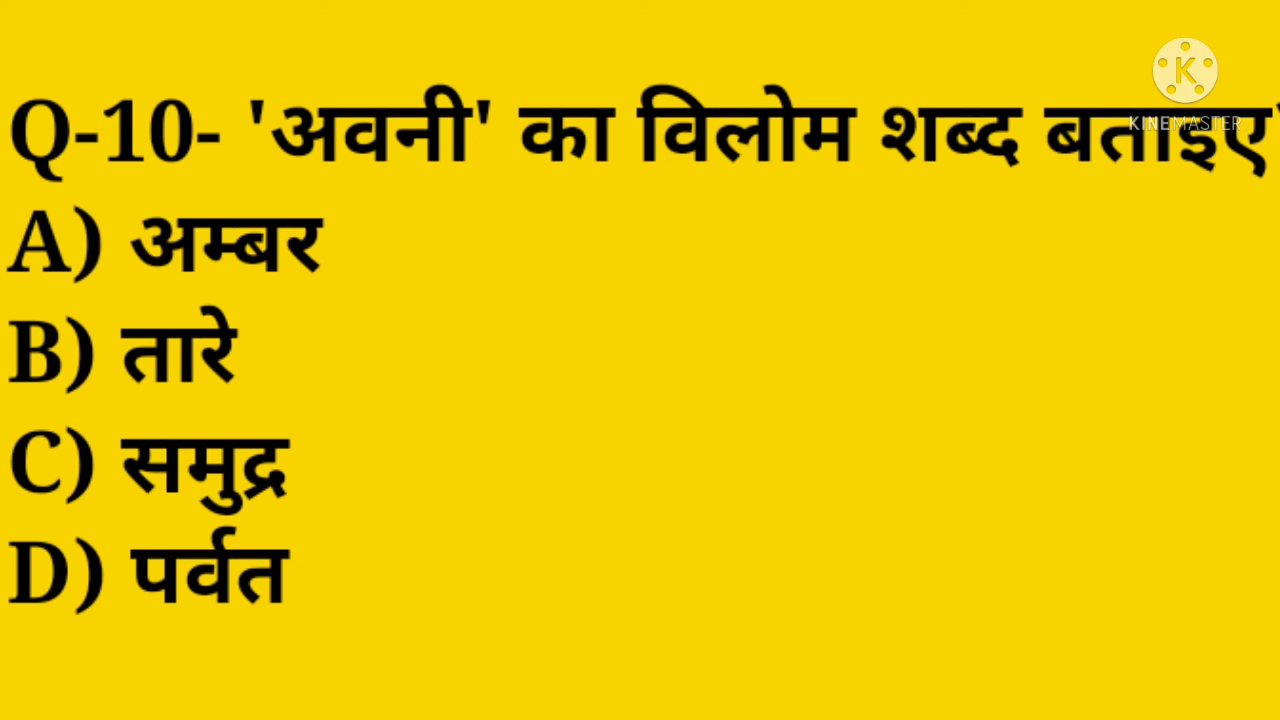 Q-10- 'अवनी' का विलोम शब्द बताइए
A) अम्बर
B) तारे
C) समुद्र
D) पर्वत
K
KINEMASTER